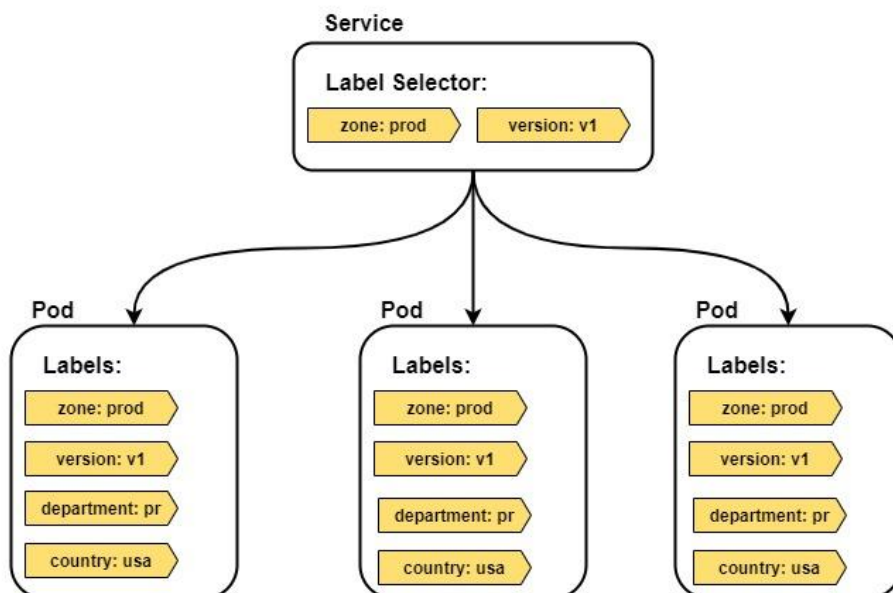 Service
Label Selector:
zone: prod
version: v1
Pod
Labels:
zone: prod
version: v1
department: pr
country: usa
Pod
Labels:
zone: prod
version: v1
department: pr
country: usa
Pod
Labels:
zone: prod
version: v1
department: pr
country: usa